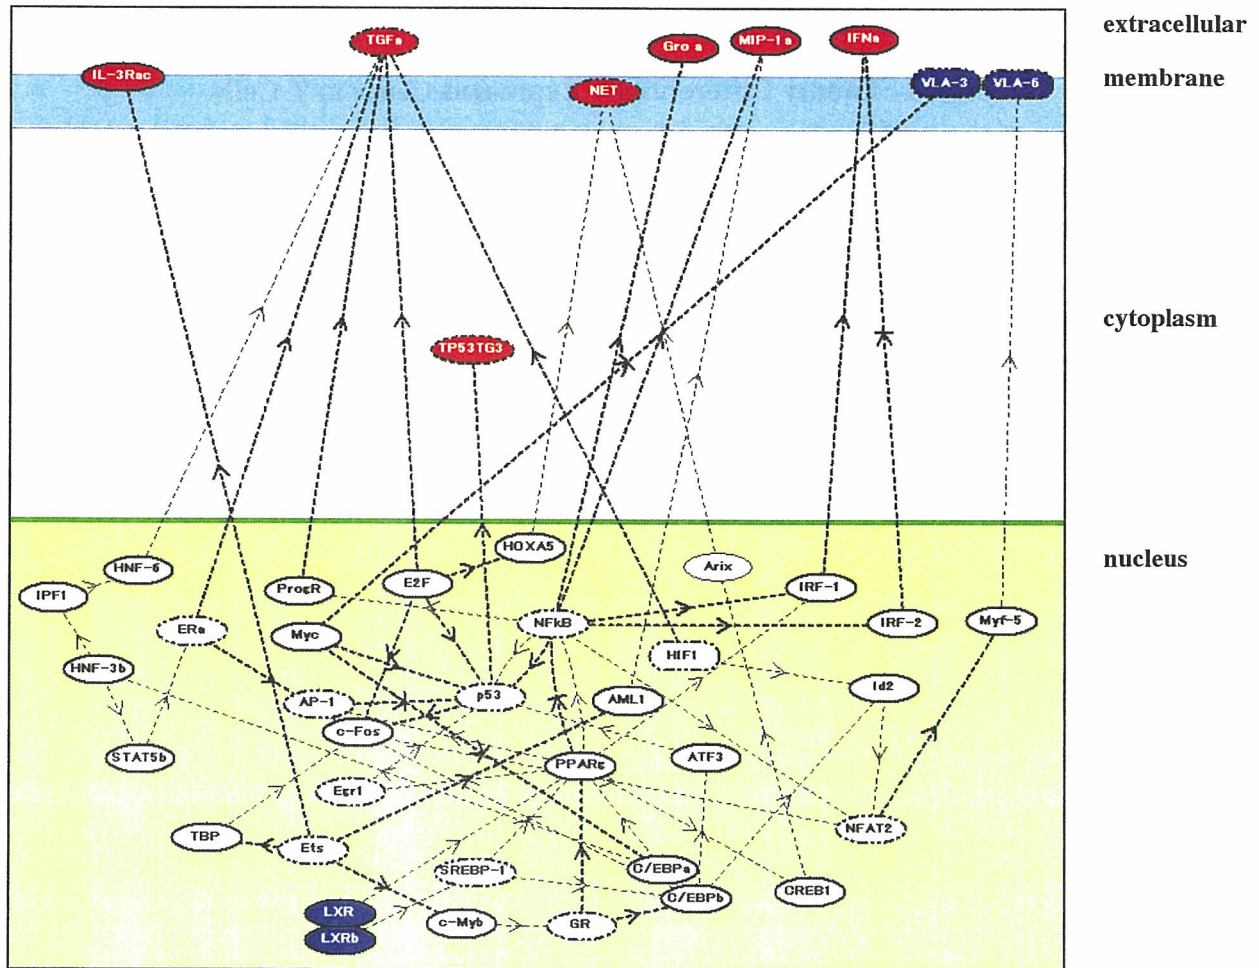 extracellular
TGFa
Gro a
MIP-1a
IFNa
IL-3Rac
membrane
NET
VLA-3
VLA-6
cytoplasm
TP53TG3
nucleus
HOXA5
HNF-6
Arix
ProgR
E2F
IRF-1
IPF1
ERa
Myc
NFkB
IRF-2
Myf-5
HNF-3b
HIF1
Id2
AP-1
p53
AML1
c-Fos
STAT5b
PPARg
ATF3
Egr1
TBP
Ets
NFAT2
SREBP-1
C/EBPa
C/EBPb
CREB1
LXR
LXRb
c-Myb
GR